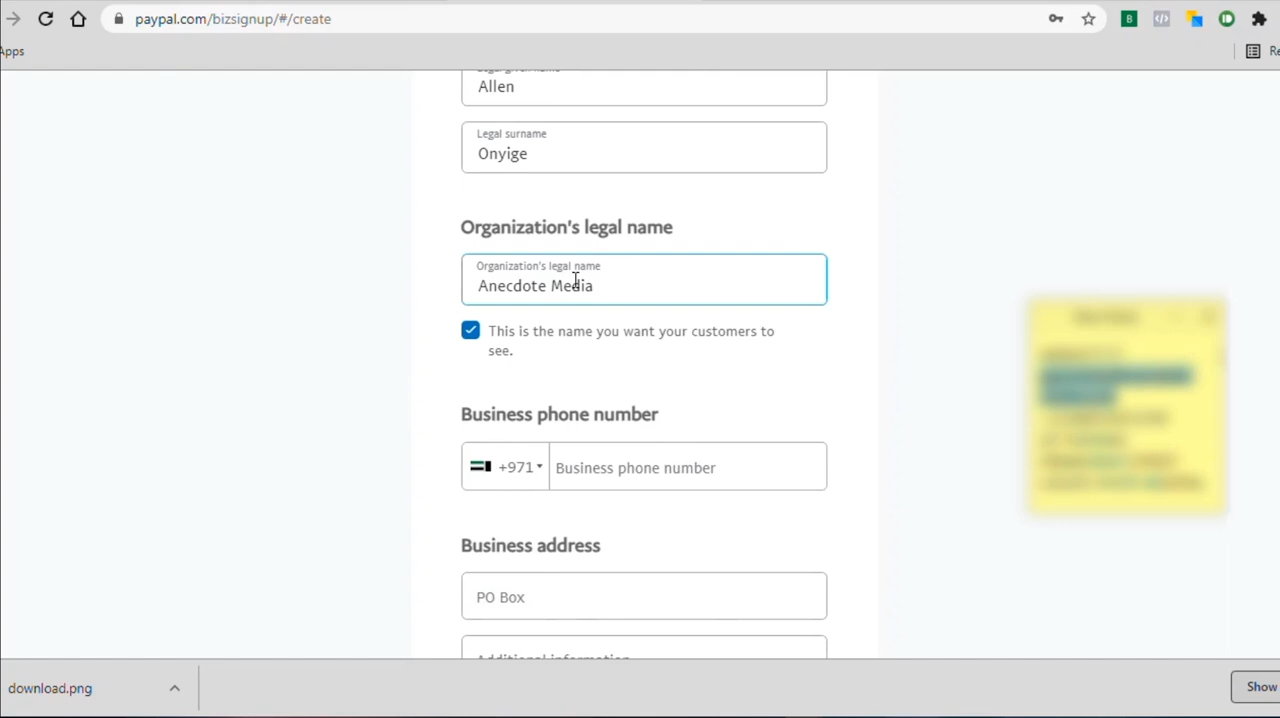 paypal.com/bizsignup/#/create
B
Apps
Re
Allen
Legal surname
Onyige
Organization's legal name
Organization's legal name
Anecdote Media
This is the name you want your customers to
see.
Business phone number
+971
Business phone number
Business address
PO Box
Additional information
download.png
Show